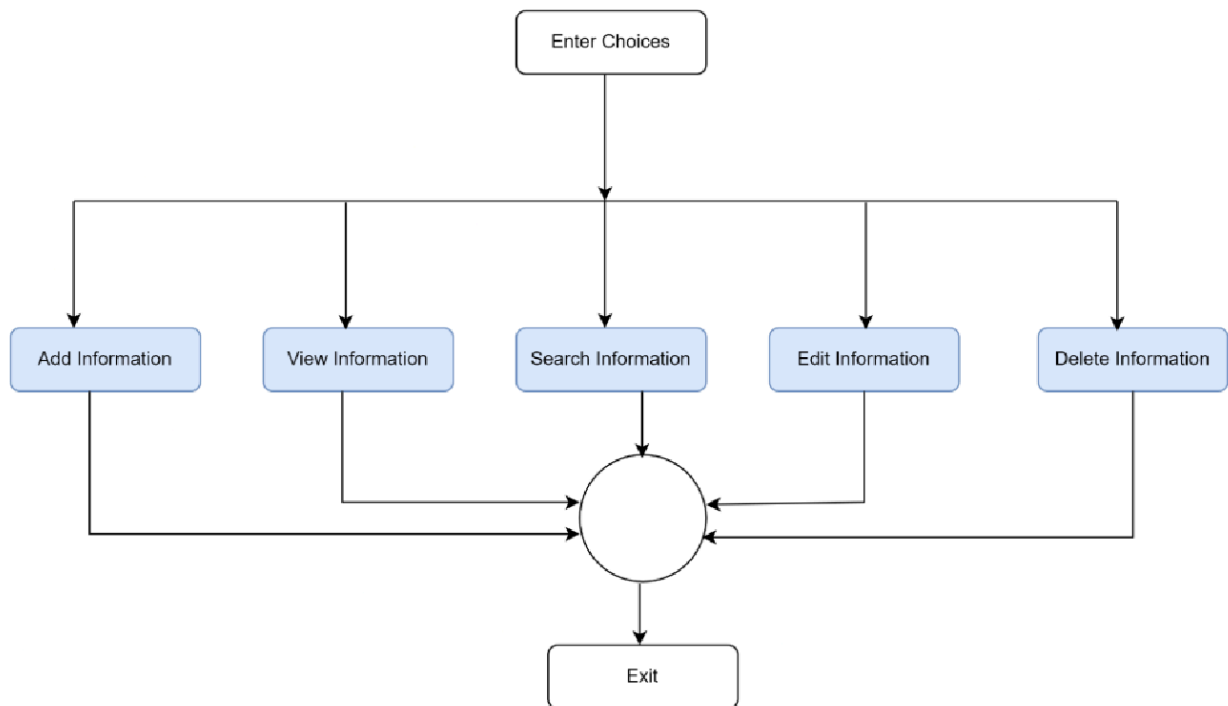 Enter Choices
Add Information
View Information
Search Information
Edit Information
Delete Information
Exit